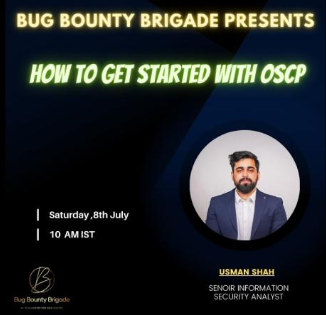 BUG BOUNTY BRIGADE PRESENTS
HOW TO GET STARTED WITH OSCP
Saturday ,8th July
10 AM IST
USMAN SHAH
SENOIR INFORMATION
SECURITY ANALYST
Bug Bounty Brigade